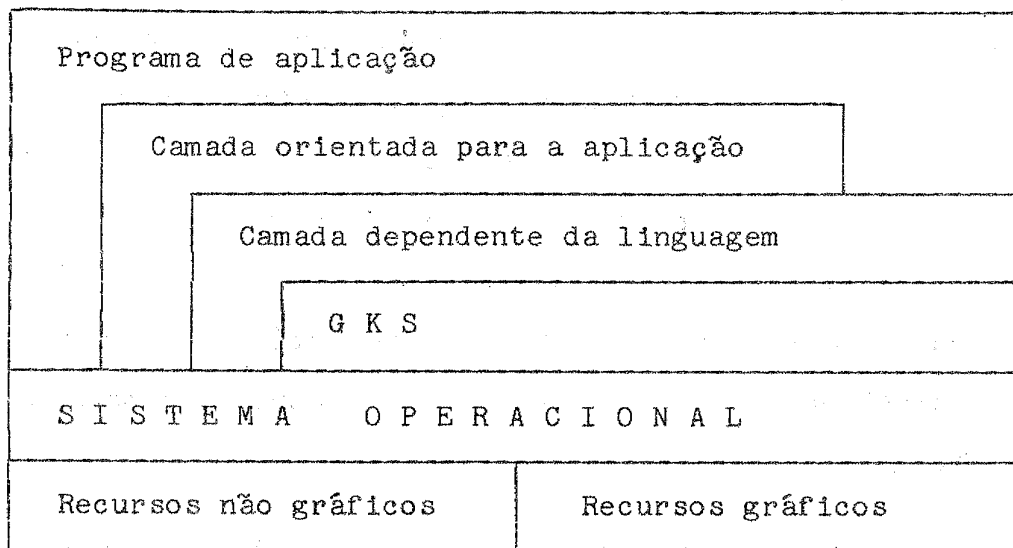 Programa de aplicação
Camada orientada para a aplicação
Camada dependente da linguagem
G K S
S I S T E M A O P E R A C I O N A L
Recursos não gráficos
Recursos gráficos